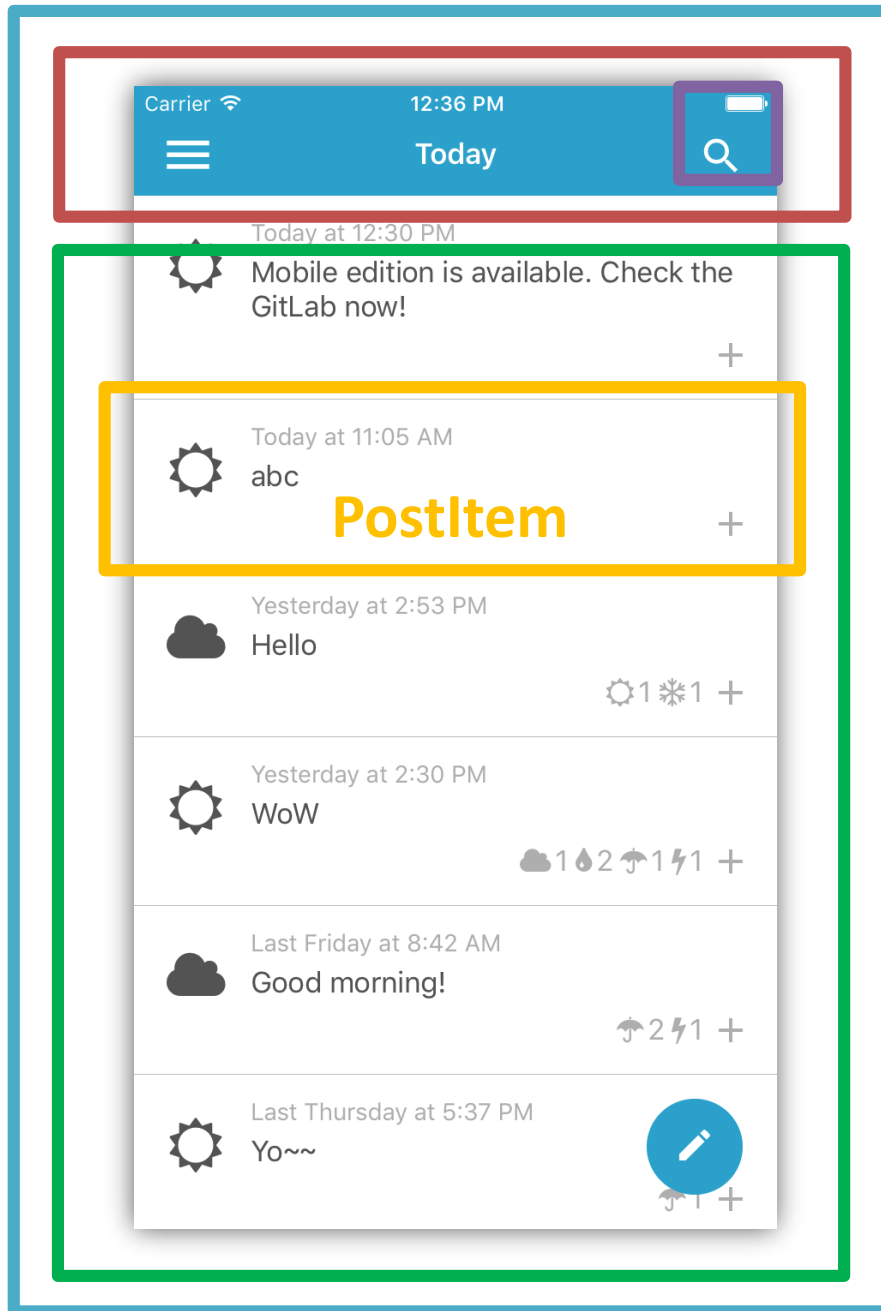 Carrier 12:36 PM
Today
Today at 12:30 PM
Mobile edition is available. Check the
GitLab now!
+
Today at 11:05 AM
abc
PostItem
+
Yesterday at 2:53 PM
Hello
1 1 +
Yesterday at 2:30 PM
WoW
1 2 1 1 +
Last Friday at 8:42 AM
Good morning!
2 1 +
Last Thursday at 5:37 PM
Yo~~
1 +